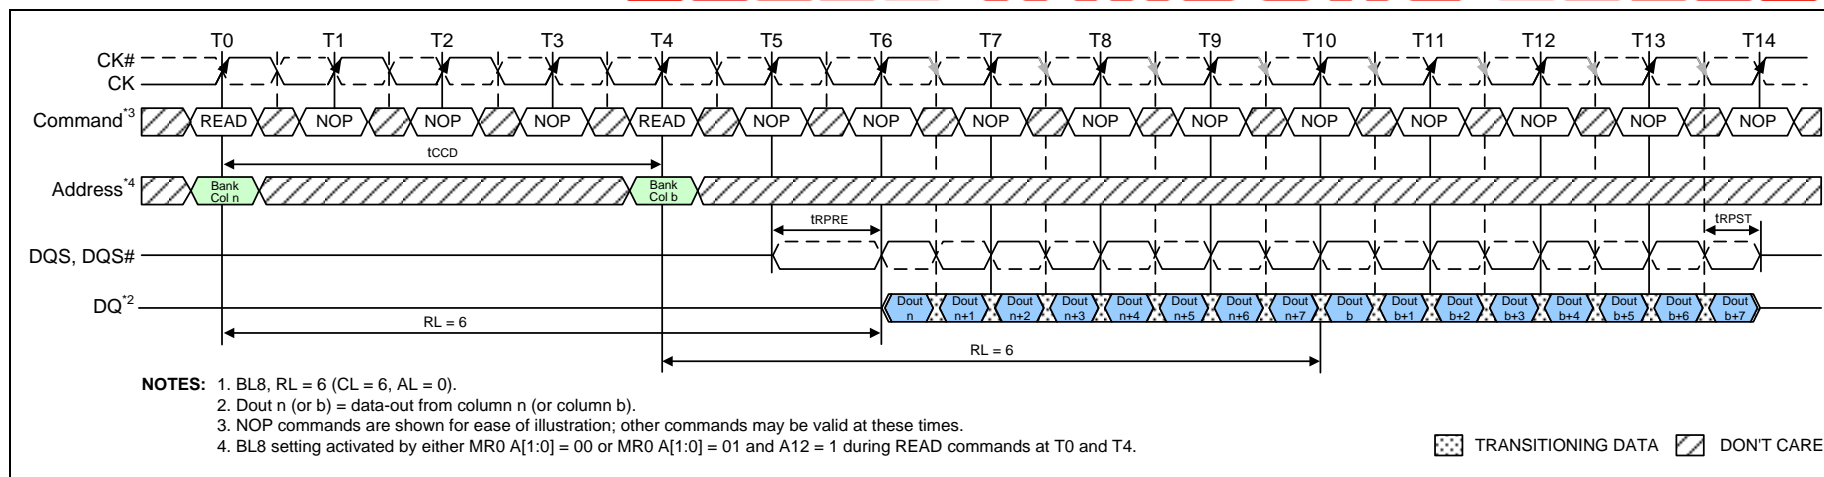 T0 T1 T2 T3 T4 T5 T6 T7 T8 T9 T10 T11 T12 T13 T14
CK#
CK
Command*3 READ NOP NOP NOP READ NOP NOP NOP NOP NOP NOP NOP NOP NOP NOP
tCCD
Address*4 Bank Col n Bank Col b
tRPRE tRPST
DQS, DQS#
DQ*2 Dout n Dout n+1 Dout n+2 Dout n+3 Dout n+4 Dout n+5 Dout n+6 Dout n+7 Dout b Dout b+1 Dout b+2 Dout b+3 Dout b+4 Dout b+5 Dout b+6 Dout b+7
RL = 6
RL = 6
NOTES: 1. BL8, RL = 6 (CL = 6, AL = 0).
2. Dout n (or b) = data-out from column n (or column b).
3. NOP commands are shown for ease of illustration; other commands may be valid at these times.
4. BL8 setting activated by either MR0 A[1:0] = 00 or MR0 A[1:0] = 01 and A12 = 1 during READ commands at T0 and T4.
TRANSITIONING DATA DON'T CARE